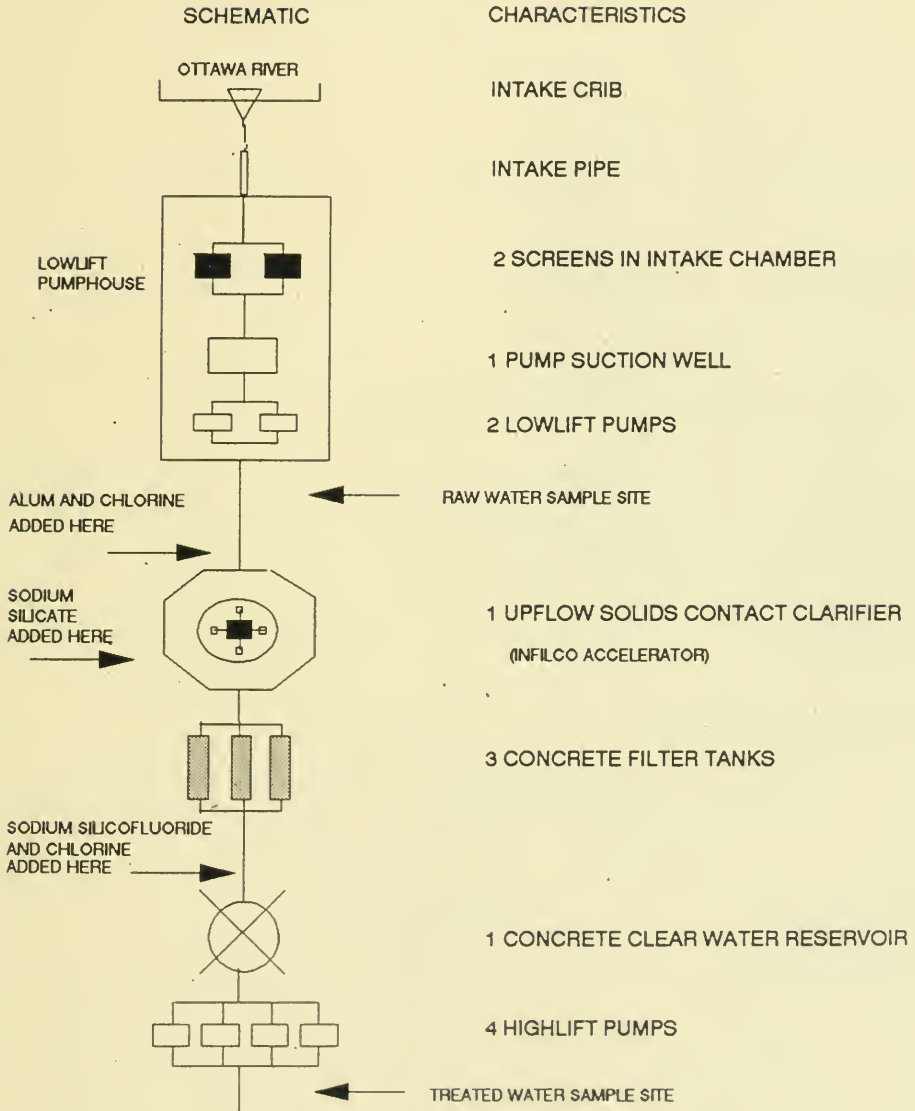 SCHEMATIC
CHARACTERISTICS
OTTAWA RIVER
INTAKE CRIB
INTAKE PIPE
LOWLIFT
PUMPHOUSE
2 SCREENS IN INTAKE CHAMBER
1 PUMP SUCTION WELL
2 LOWLIFT PUMPS
RAW WATER SAMPLE SITE
ALUM AND CHLORINE
ADDED HERE
SODIUM
SILICATE
ADDED HERE
1 UPFLOW SOLIDS CONTACT CLARIFIER
(INFILCO ACCELERATOR)
3 CONCRETE FILTER TANKS
SODIUM SILICOFLUORIDE
AND CHLORINE
ADDED HERE
1 CONCRETE CLEAR WATER RESERVOIR
4 HIGHLIFT PUMPS
TREATED WATER SAMPLE SITE